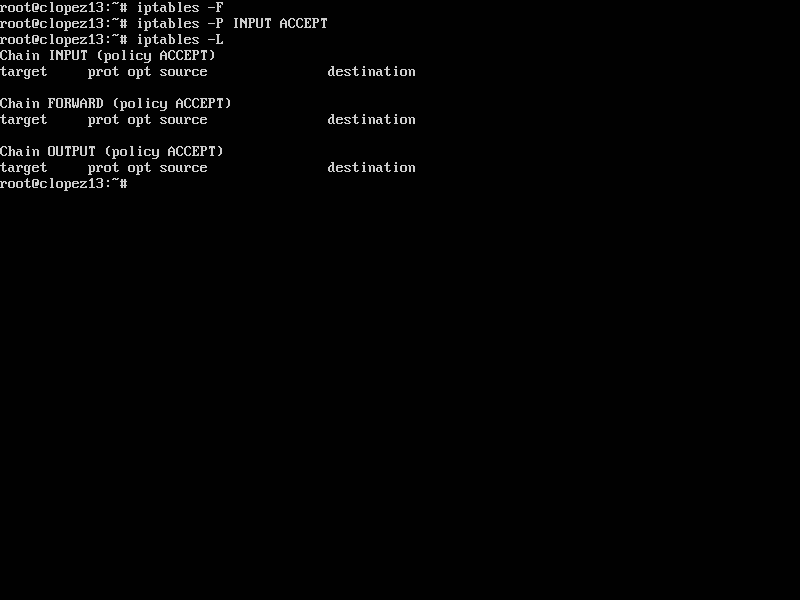 root@clopez13:~# iptables -F
root@clopez13:~# iptables -P INPUT ACCEPT
root@clopez13:~# iptables -L
Chain INPUT (policy ACCEPT)
target     prot opt source               destination

Chain FORWARD (policy ACCEPT)
target     prot opt source               destination

Chain OUTPUT (policy ACCEPT)
target     prot opt source               destination
root@clopez13:~#